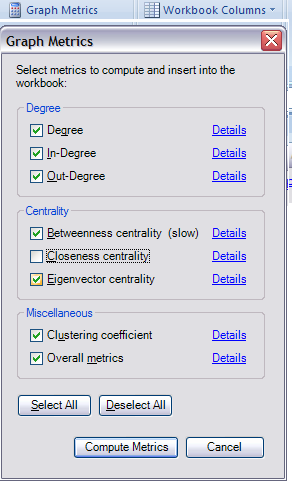 Graph Metrics
Workbook Columns
Graph Metrics
Select metrics to compute and insert into the
workbook:
Degree
Degree Details
In-Degree Details
Out-Degree Details
Centrality
Betweenness centrality (slow) Details
Closeness centrality Details
Eigenvector centrality Details
Miscellaneous
Clustering coefficient Details
Overall metrics Details
Select All Deselect All
Compute Metrics Cancel